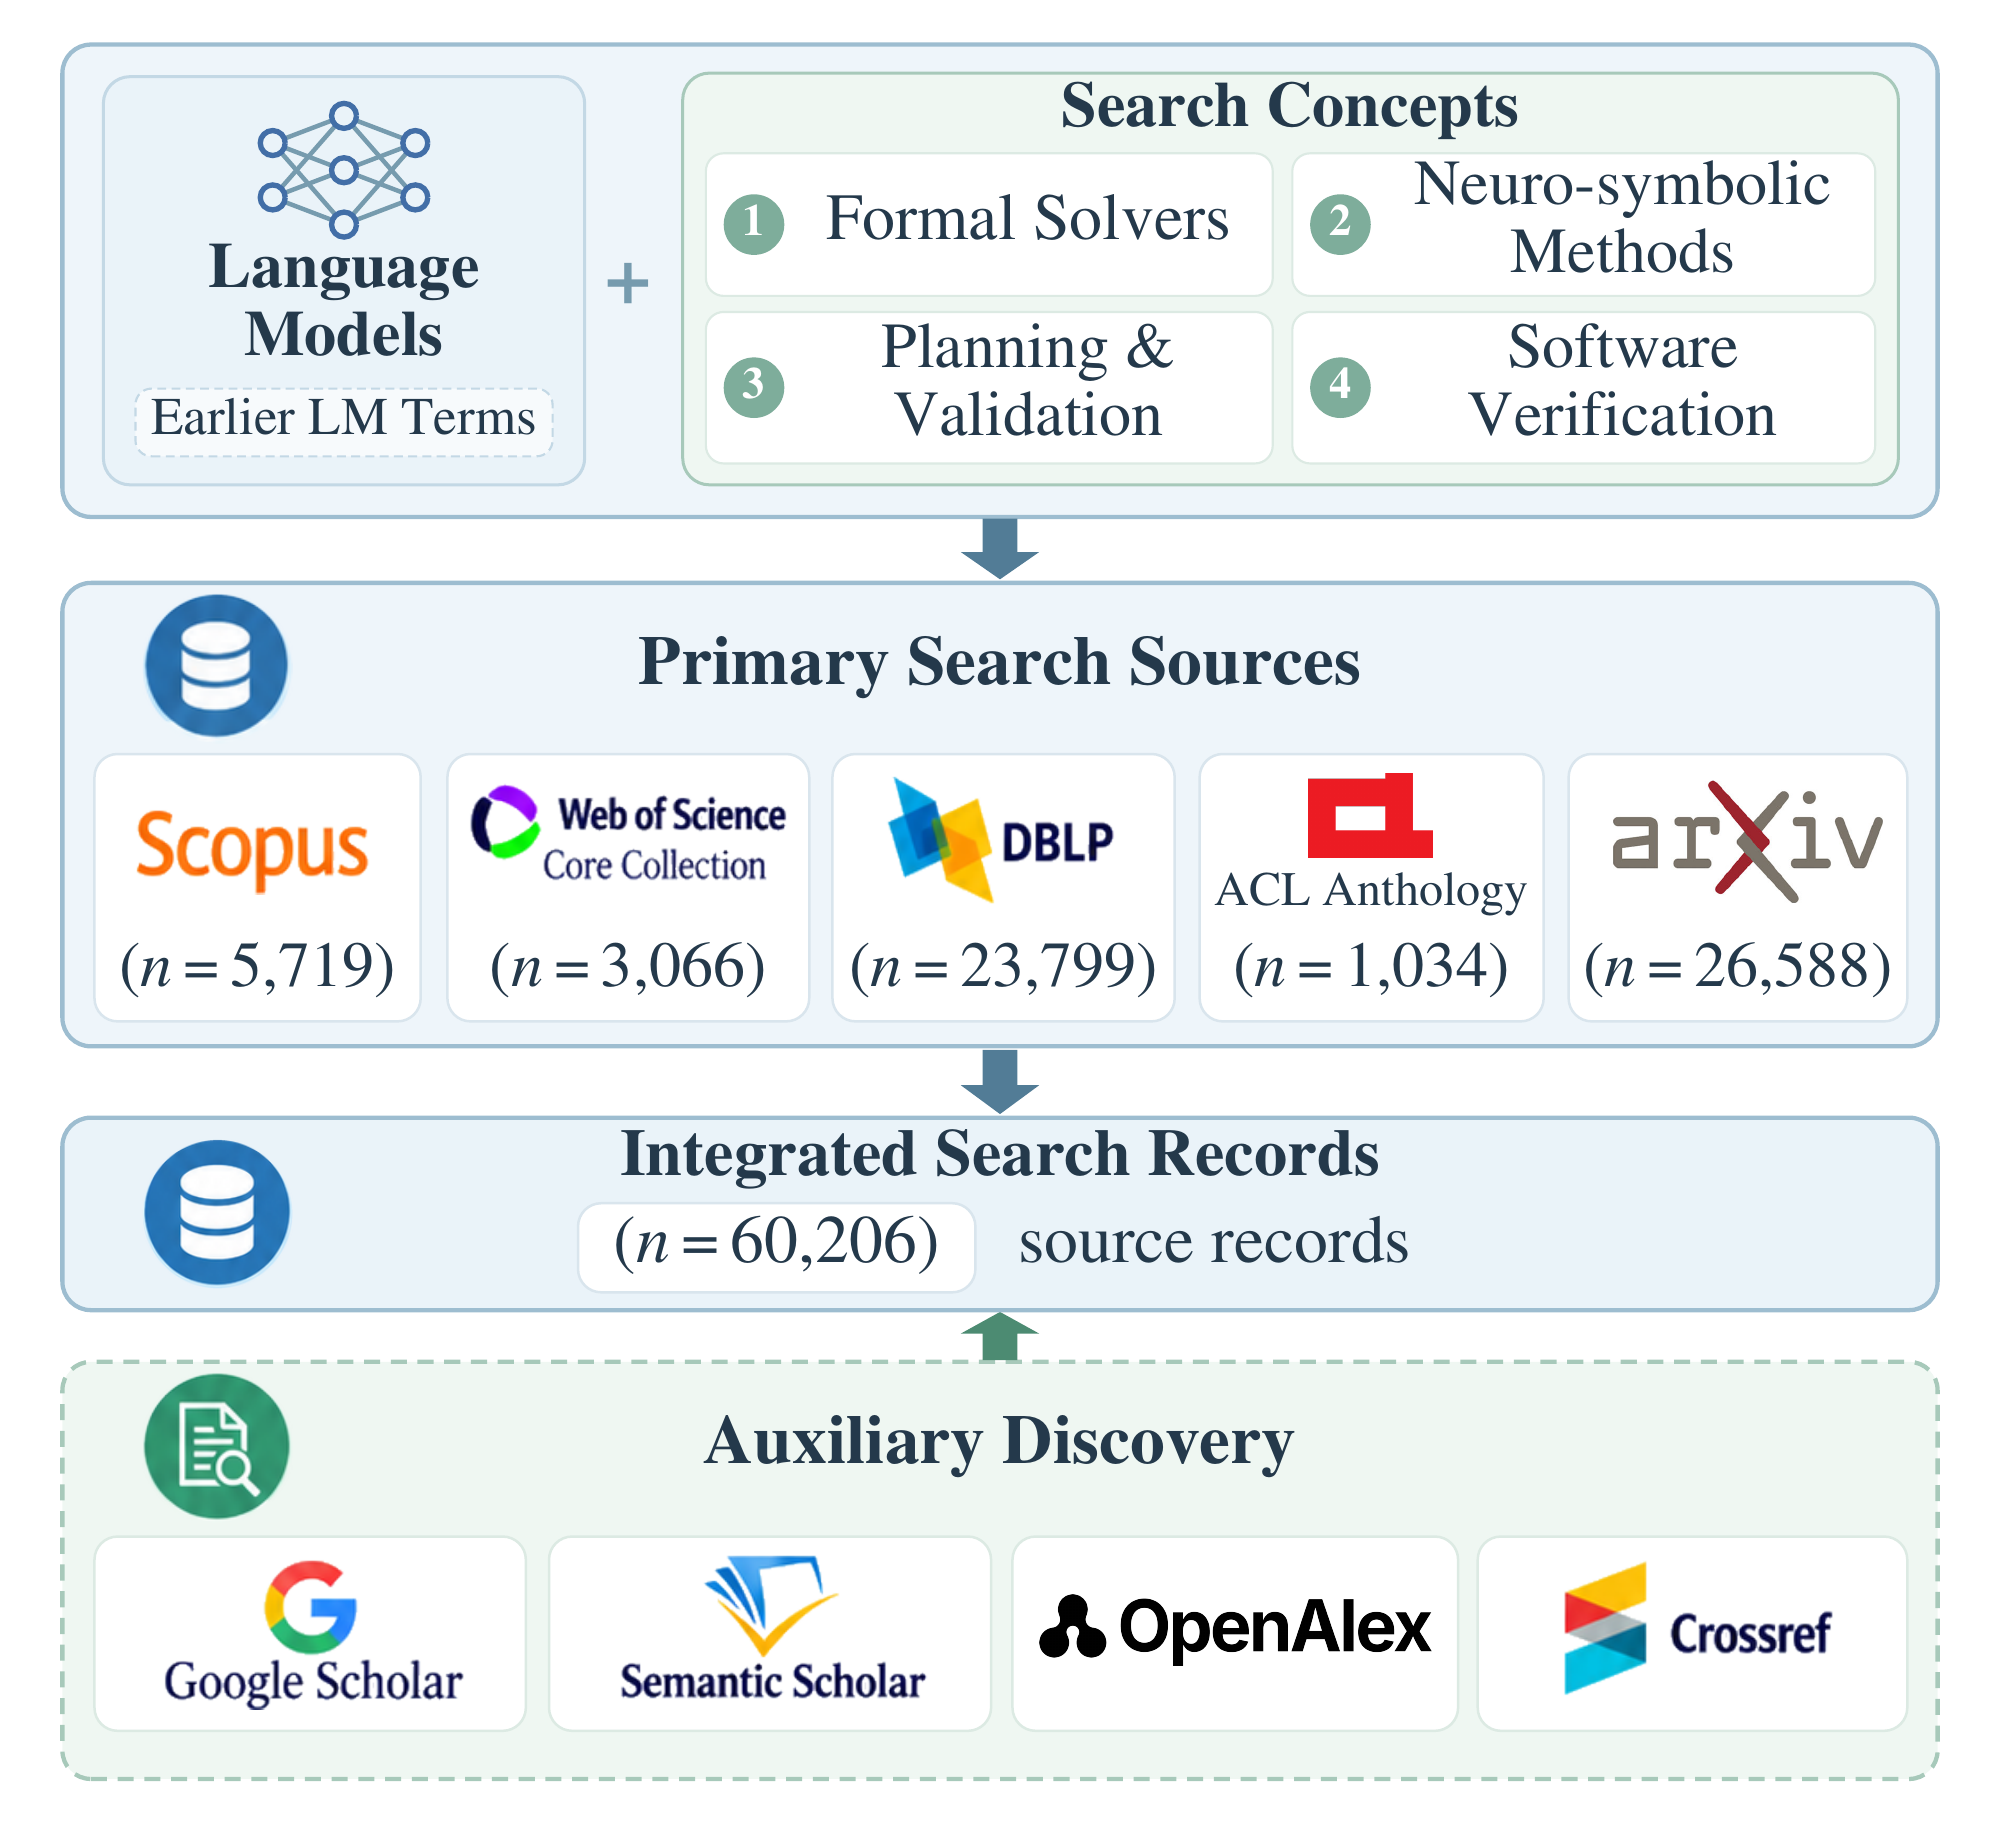 Language
Models
Earlier LM Terms
+
Search Concepts
1 Formal Solvers
2 Neuro-symbolic
Methods
3 Planning &
Validation
4 Software
Verification
Primary Search Sources
Scopus
(n = 5,719)
Web of Science
Core Collection
(n = 3,066)
DBLP
(n = 23,799)
ACL Anthology
(n = 1,034)
arXiv
(n = 26,588)
Integrated Search Records
(n = 60,206) source records
Auxiliary Discovery
Google Scholar
Semantic Scholar
OpenAlex
Crossref